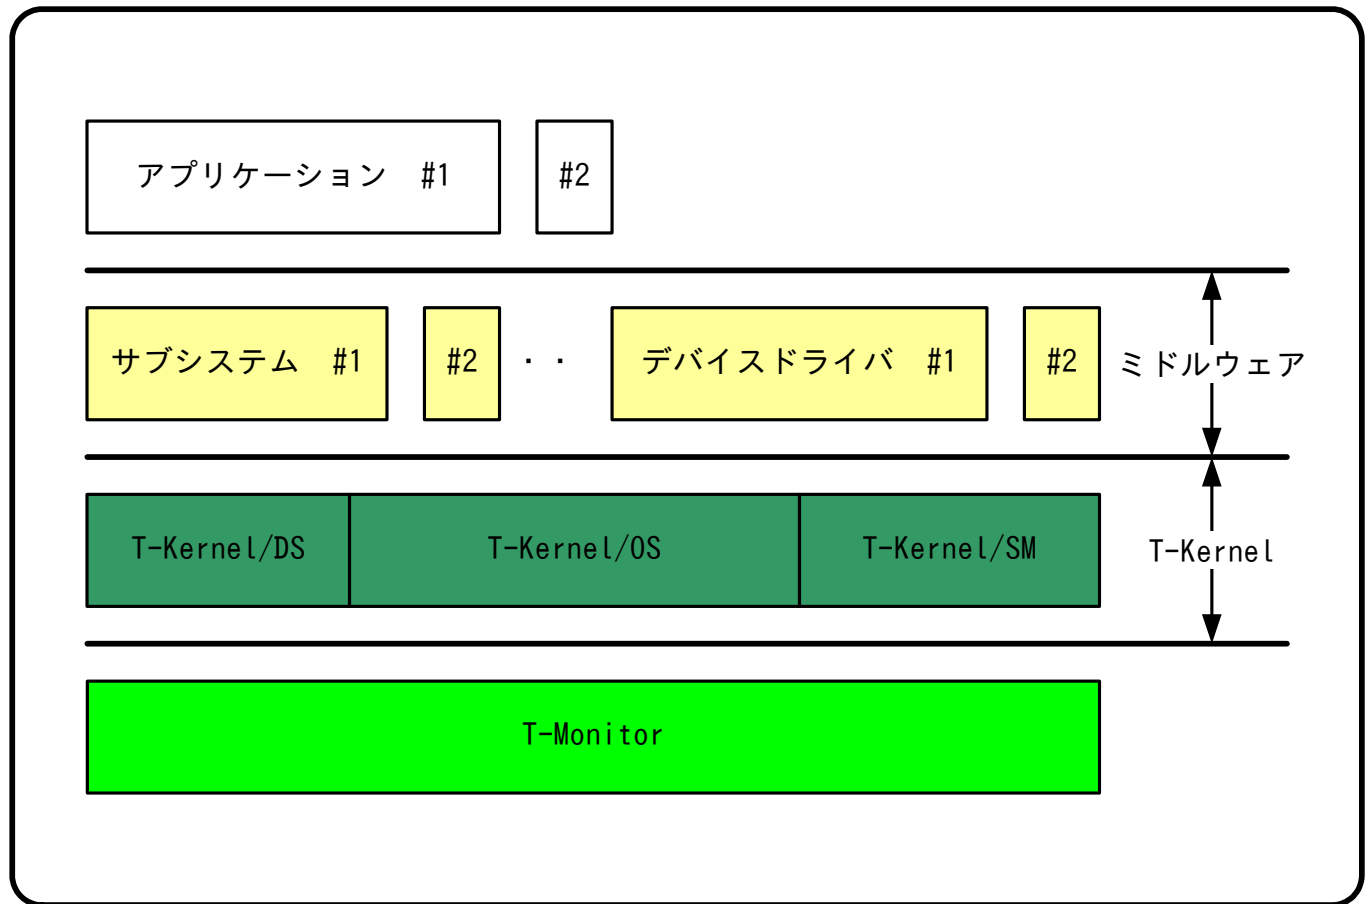 アプリケーション　#1
#2
サブシステム　#1
#2
・・
デバイスドライバ　#1
#2
ミドルウェア
T-Kernel/DS
T-Kernel/OS
T-Kernel/SM
T-Kernel
T-Monitor